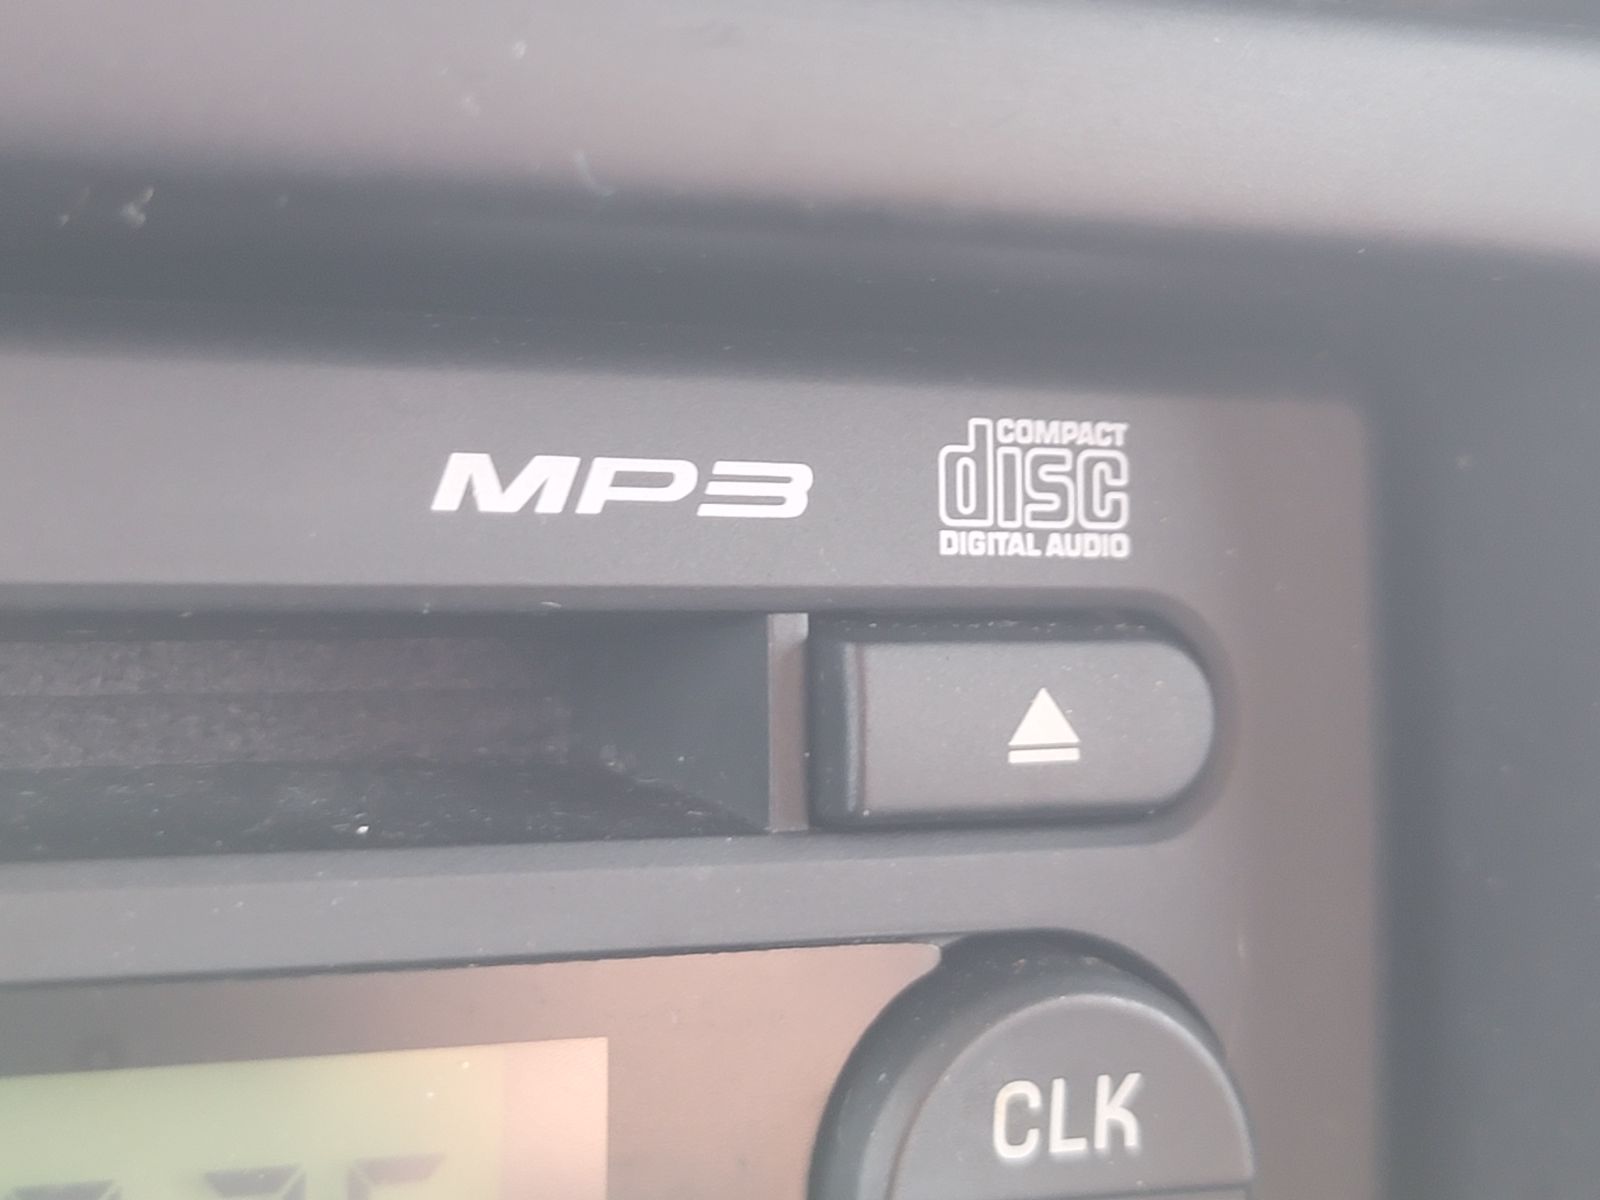 MP3
COMPACT
disc
DIGITAL AUDIO
CLK